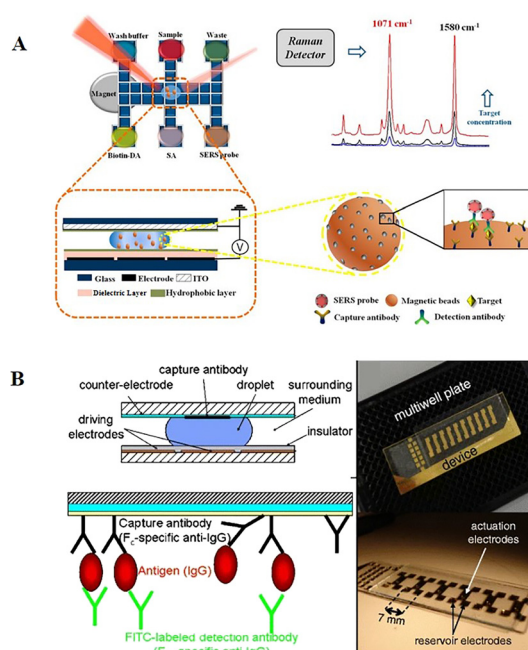 A
Wash buffer
Sample
Waste
Magnet
Biotin-DA
SA
SERS probe
Raman
Detector
1071 cm-1
1580 cm-1
Target
concentration
V
Glass
Electrode
ITO
Dielectric Layer
Hydrophobic layer
SERS probe
Magnetic beads
Target
Capture antibody
Detection antibody
B
capture antibody
counter-electrode
droplet
surrounding
medium
driving
electrodes
insulator
Capture antibody
(FC-specific anti-IgG)
Antigen (IgG)
FITC-labeled detection antibody
multiwell plate
device
actuation
electrodes
7 mm
reservoir electrodes